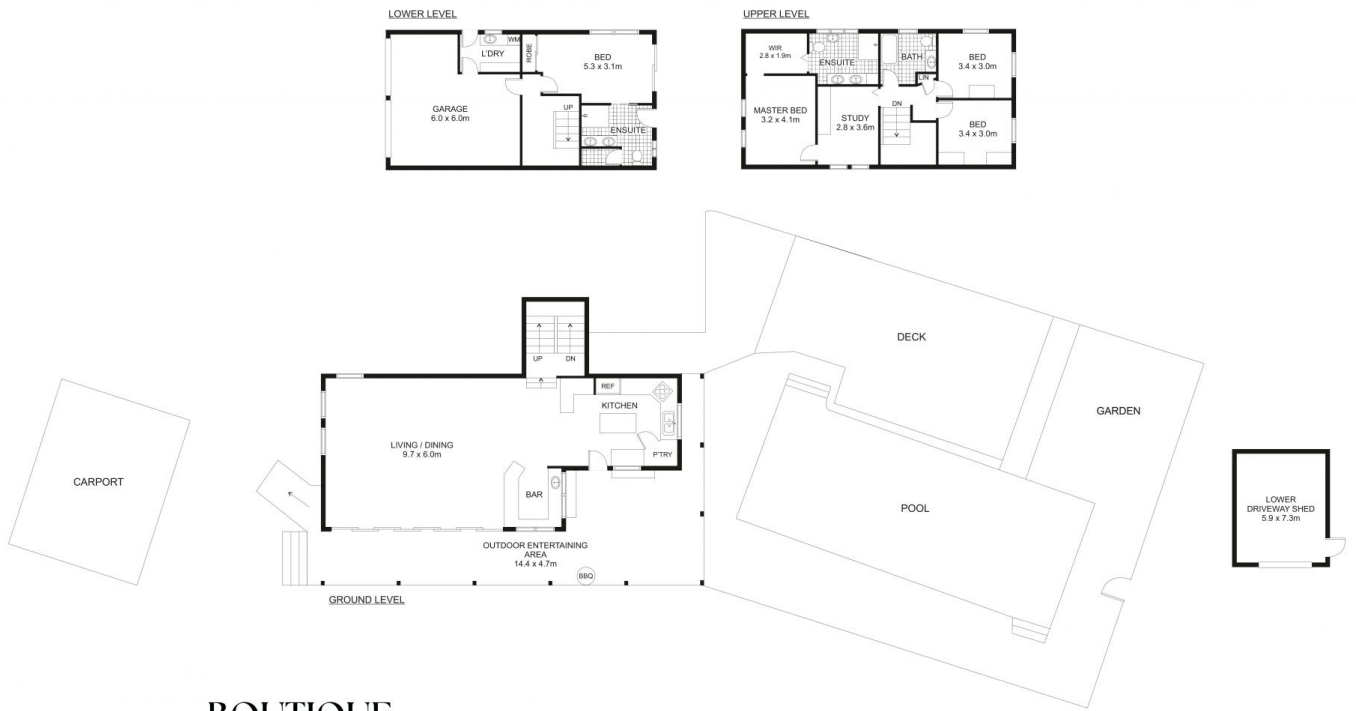 LOWER LEVEL
L'DRY
WM
ROBE
BED
5.3 x 3.1m
GARAGE
6.0 x 6.0m
UP
ENSUITE
UPPER LEVEL
WIR
2.8 x 1.9m
ENSUITE
BATH
BED
3.4 x 3.0m
LIN
MASTER BED
3.2 x 4.1m
STUDY
2.8 x 3.6m
DN
BED
3.4 x 3.0m
UP
DN
REF
KITCHEN
P'TRY
LIVING / DINING
9.7 x 6.0m
BAR
OUTDOOR ENTERTAINING
AREA
14.4 x 4.7m
BBQ
GROUND LEVEL
CARPORT
DECK
GARDEN
POOL
LOWER
DRIVEWAY SHED
5.9 x 7.3m
BOUTIQUE